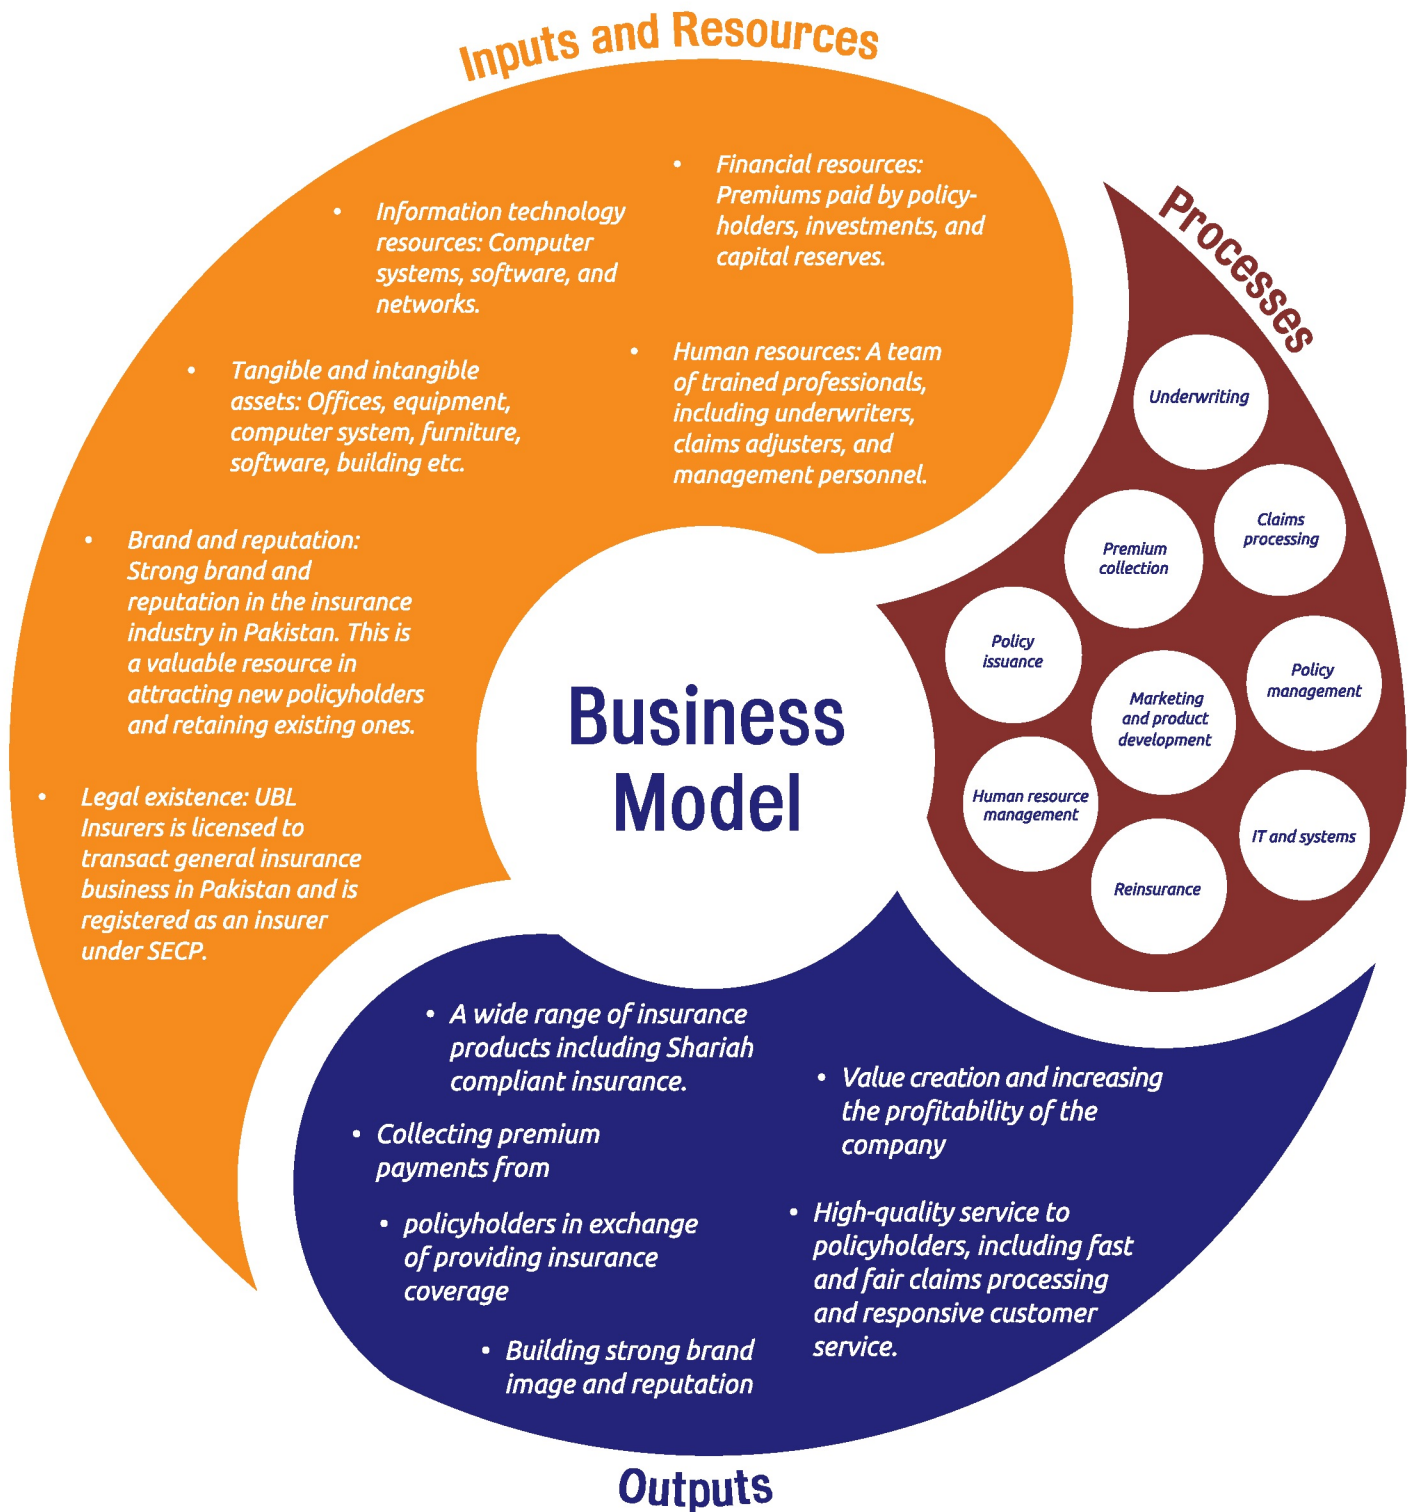 Inputs and Resources
• Financial resources:
Premiums paid by policy-
holders, investments, and
capital reserves.
• Information technology
resources: Computer
systems, software, and
networks.
• Human resources: A team
of trained professionals,
including underwriters,
claims adjusters, and
management personnel.
• Tangible and intangible
assets: Offices, equipment,
computer system, furniture,
software, building etc.
• Brand and reputation:
Strong brand and
reputation in the insurance
industry in Pakistan. This is
a valuable resource in
attracting new policyholders
and retaining existing ones.
• Legal existence: UBL
Insurers is licensed to
transact general insurance
business in Pakistan and is
registered as an insurer
under SECP.
Business
Model
Processes
Underwriting
Claims
processing
Premium
collection
Policy
issuance
Policy
management
Marketing
and product
development
Human resource
management
IT and systems
Reinsurance
• A wide range of insurance
products including Shariah
compliant insurance.
• Collecting premium
payments from
• policyholders in exchange
of providing insurance
coverage
• Building strong brand
image and reputation
• Value creation and increasing
the profitability of the
company
• High-quality service to
policyholders, including fast
and fair claims processing
and responsive customer
service.
Outputs